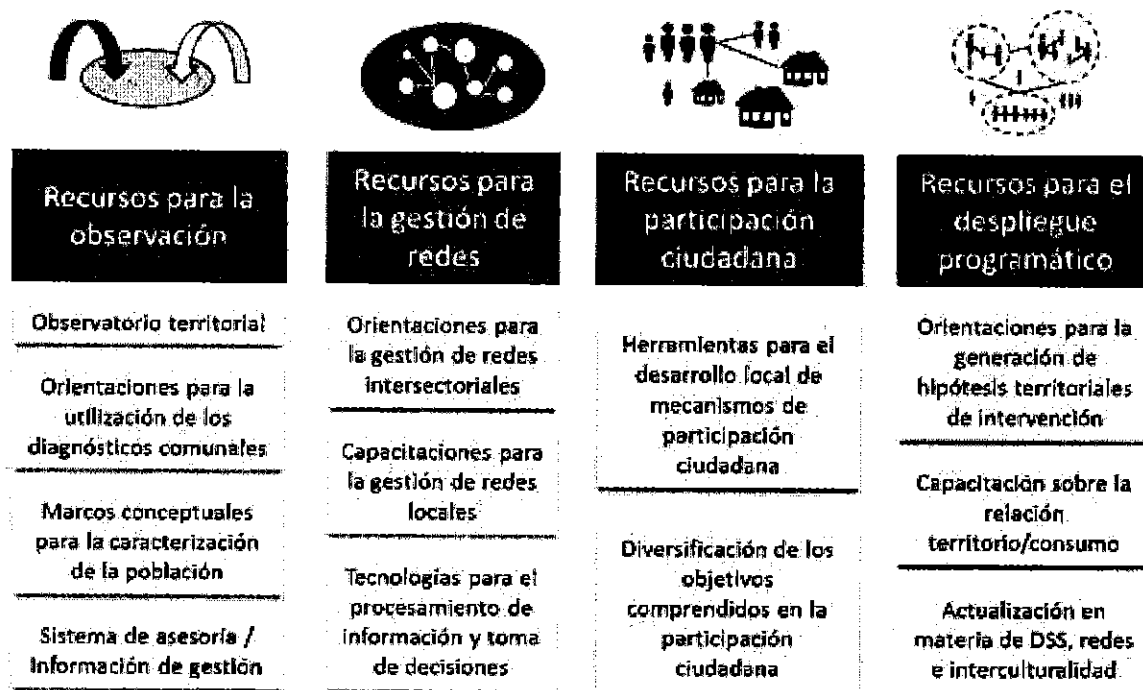 Recursos para la
observación
Observatorio territorial
Orientaciones para la
utilización de los
diagnósticos comunales
Marcos conceptuales
para la caracterización
de la población
Sistema de asesoría /
Información de gestión
Recursos para
la gestión de
redes
Orientaciones para
la gestión de redes
intersectoriales
Capacitaciones para
la gestión de redes
locales
Tecnologías para el
procesamiento de
información y toma
de decisiones
Recursos para la
participación
ciudadana
Herramientas para el
desarrollo local de
mecanismos de
participación
ciudadana
Diversificación de los
objetivos
comprendidos en la
participación
ciudadana
Recursos para el
despliegue
programático
Orientaciones para la
generación de
hipótesis territoriales
de intervención
Capacitación sobre la
relación
territorio/consumo
Actualización en
materia de DSS, redes
e interculturalidad